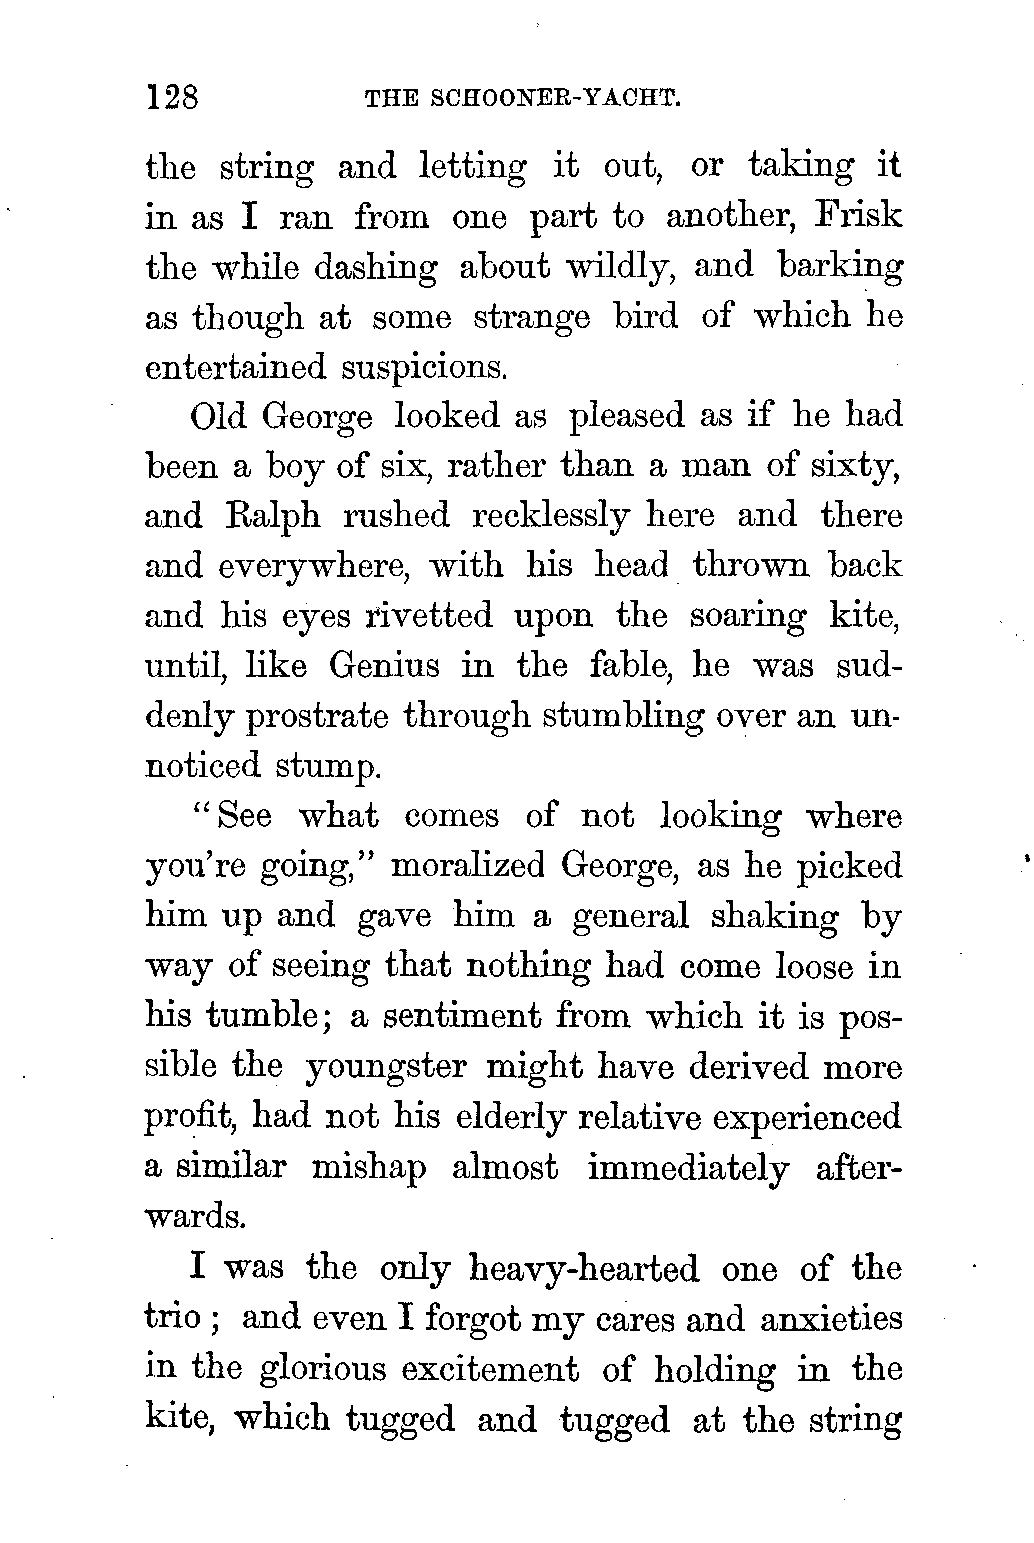 128 THE SCHOONER-YACHT.
the string and letting it out, or taking it
in as I ran from one part to another, Frisk
the while dashing about wildly, and barking
as though at some strange bird of which he
entertained suspicions.
Old George looked as pleased as if he had
been a boy of six, rather than a man of sixty,
and Ralph rushed recklessly here and there
and everywhere, with his head thrown back
and his eyes rivetted upon the soaring kite,
until, like Genius in the fable, he was sud-
denly prostrate through stumbling over an un-
noticed stump.
“See what comes of not looking where
you’re going,” moralized George, as he picked
him up and gave him a general shaking by
way of seeing that nothing had come loose in
his tumble; a sentiment from which it is pos-
sible the youngster might have derived more
profit, had not his elderly relative experienced
a similar mishap almost immediately after-
wards.
I was the only heavy-hearted one of the
trio ; and even I forgot my cares and anxieties
in the glorious excitement of holding in the
kite, which tugged and tugged at the string